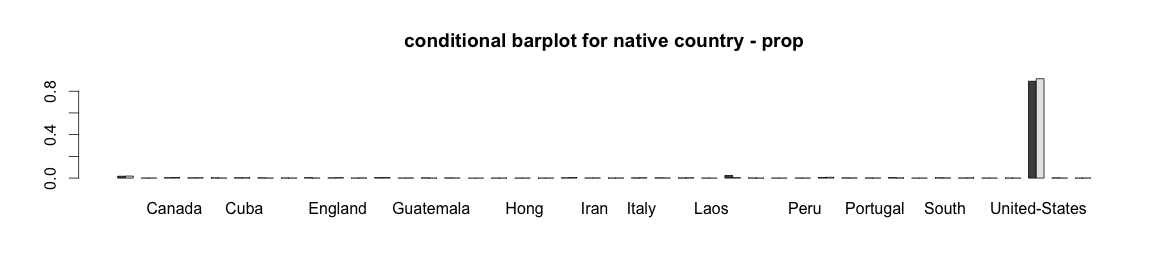 conditional barplot for native country - prop
0.8
0.4
0.0
Canada Cuba England Guatemala Hong Iran Italy Laos Peru Portugal South United-States